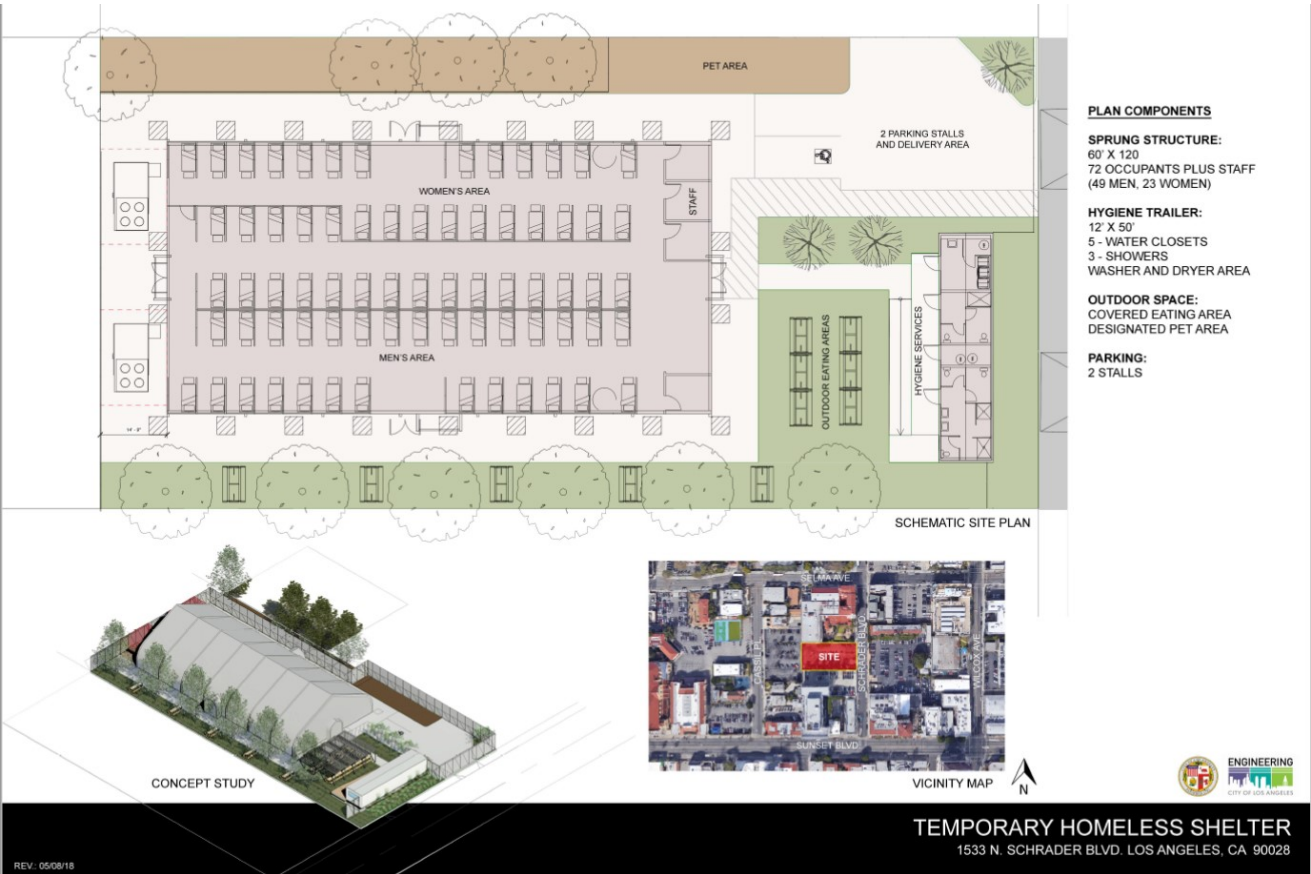 PET AREA
2 PARKING STALLS
AND DELIVERY AREA
WOMEN'S AREA
STAFF
MEN'S AREA
OUTDOOR EATING AREAS
HYGIENE SERVICES
14' - 8"
SCHEMATIC SITE PLAN
PLAN COMPONENTS
SPRUNG STRUCTURE:
60' X 120
72 OCCUPANTS PLUS STAFF
(49 MEN, 23 WOMEN)
HYGIENE TRAILER:
12' X 50'
5 - WATER CLOSETS
3 - SHOWERS
WASHER AND DRYER AREA
OUTDOOR SPACE:
COVERED EATING AREA
DESIGNATED PET AREA
PARKING:
2 STALLS
CONCEPT STUDY
SELMA AVE
CASSIL PL
SITE
SCHRADER BLVD
WILCOX AVE
SUNSET BLVD
VICINITY MAP
N
ENGINEERING
CITY OF LOS ANGELES
TEMPORARY HOMELESS SHELTER
1533 N. SCHRADER BLVD. LOS ANGELES, CA 90028
REV.: 05/08/18